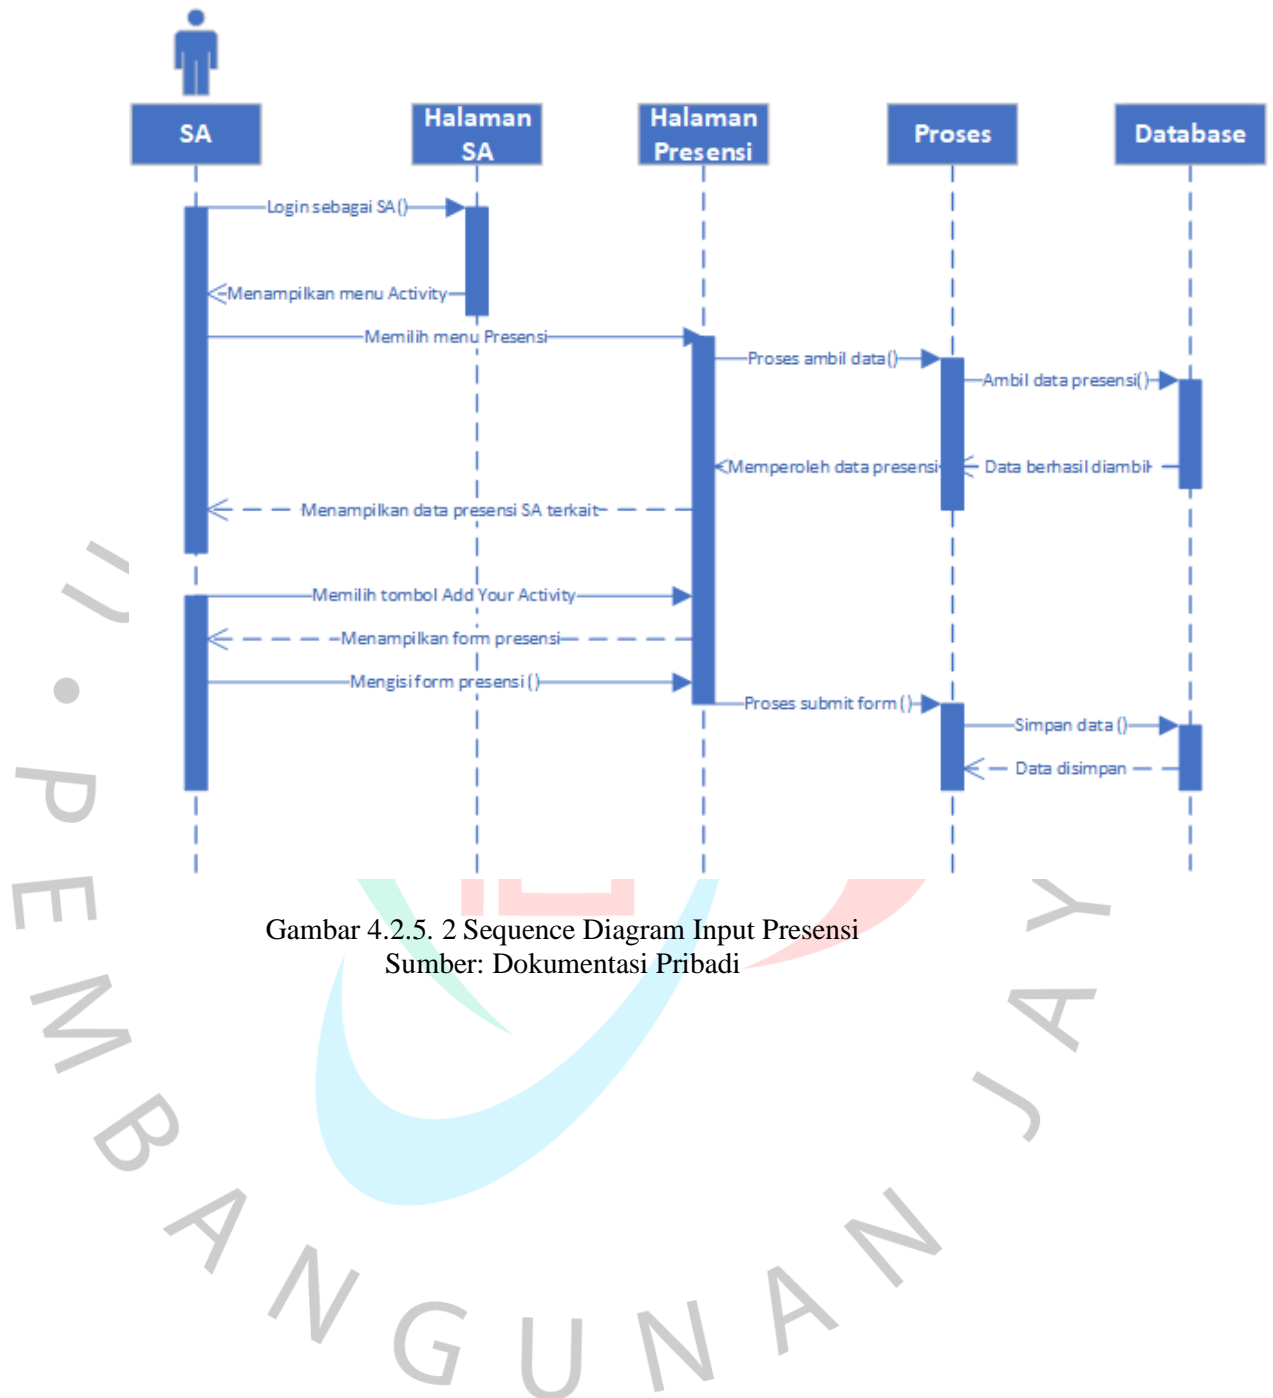 SA
Halaman
SA
Halaman
Presensi
Proses
Database
Login sebagai SA()
Menampilkan menu Activity
Memilih menu Presensi
Proses ambil data()
Ambil data presensi()
Memperoleh data presensi
Data berhasil diambil
Menampilkan data presensi SA terkait
Memilih tombol Add Your Activity
Menampilkan form presensi
Mengisi form presensi ()
Proses submit form ()
Simpan data ()
Data disimpan
Gambar 4.2.5. 2 Sequence Diagram Input Presensi
Sumber: Dokumentasi Pribadi
PEMBANGUNAN JAY